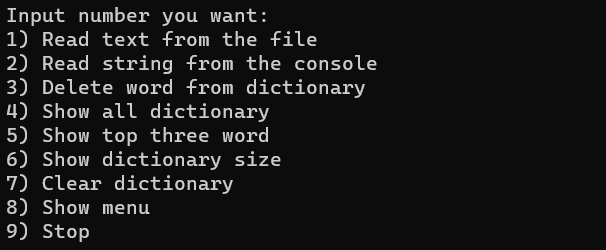 Input number you want:
1) Read text from the file
2) Read string from the console
3) Delete word from dictionary
4) Show all dictionary
5) Show top three word
6) Show dictionary size
7) Clear dictionary
8) Show menu
9) Stop